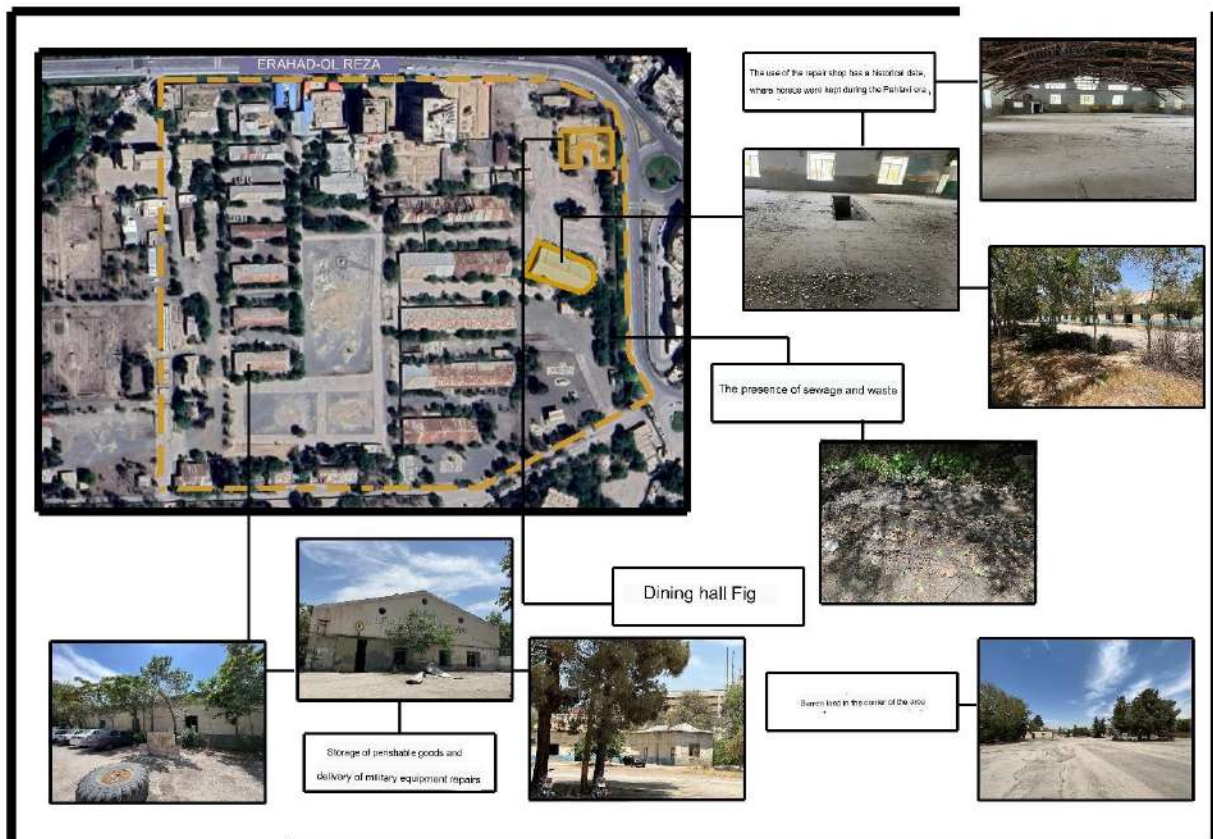 ERAHAD-OL REZA
The use of the repair shop has a historical date,
where horses were kept during the Pahlavi era,
The presence of sewage and waste
Dining hall Fig
Storage of perishable goods and
delivery of military equipment repairs
Barren land in the center of the area